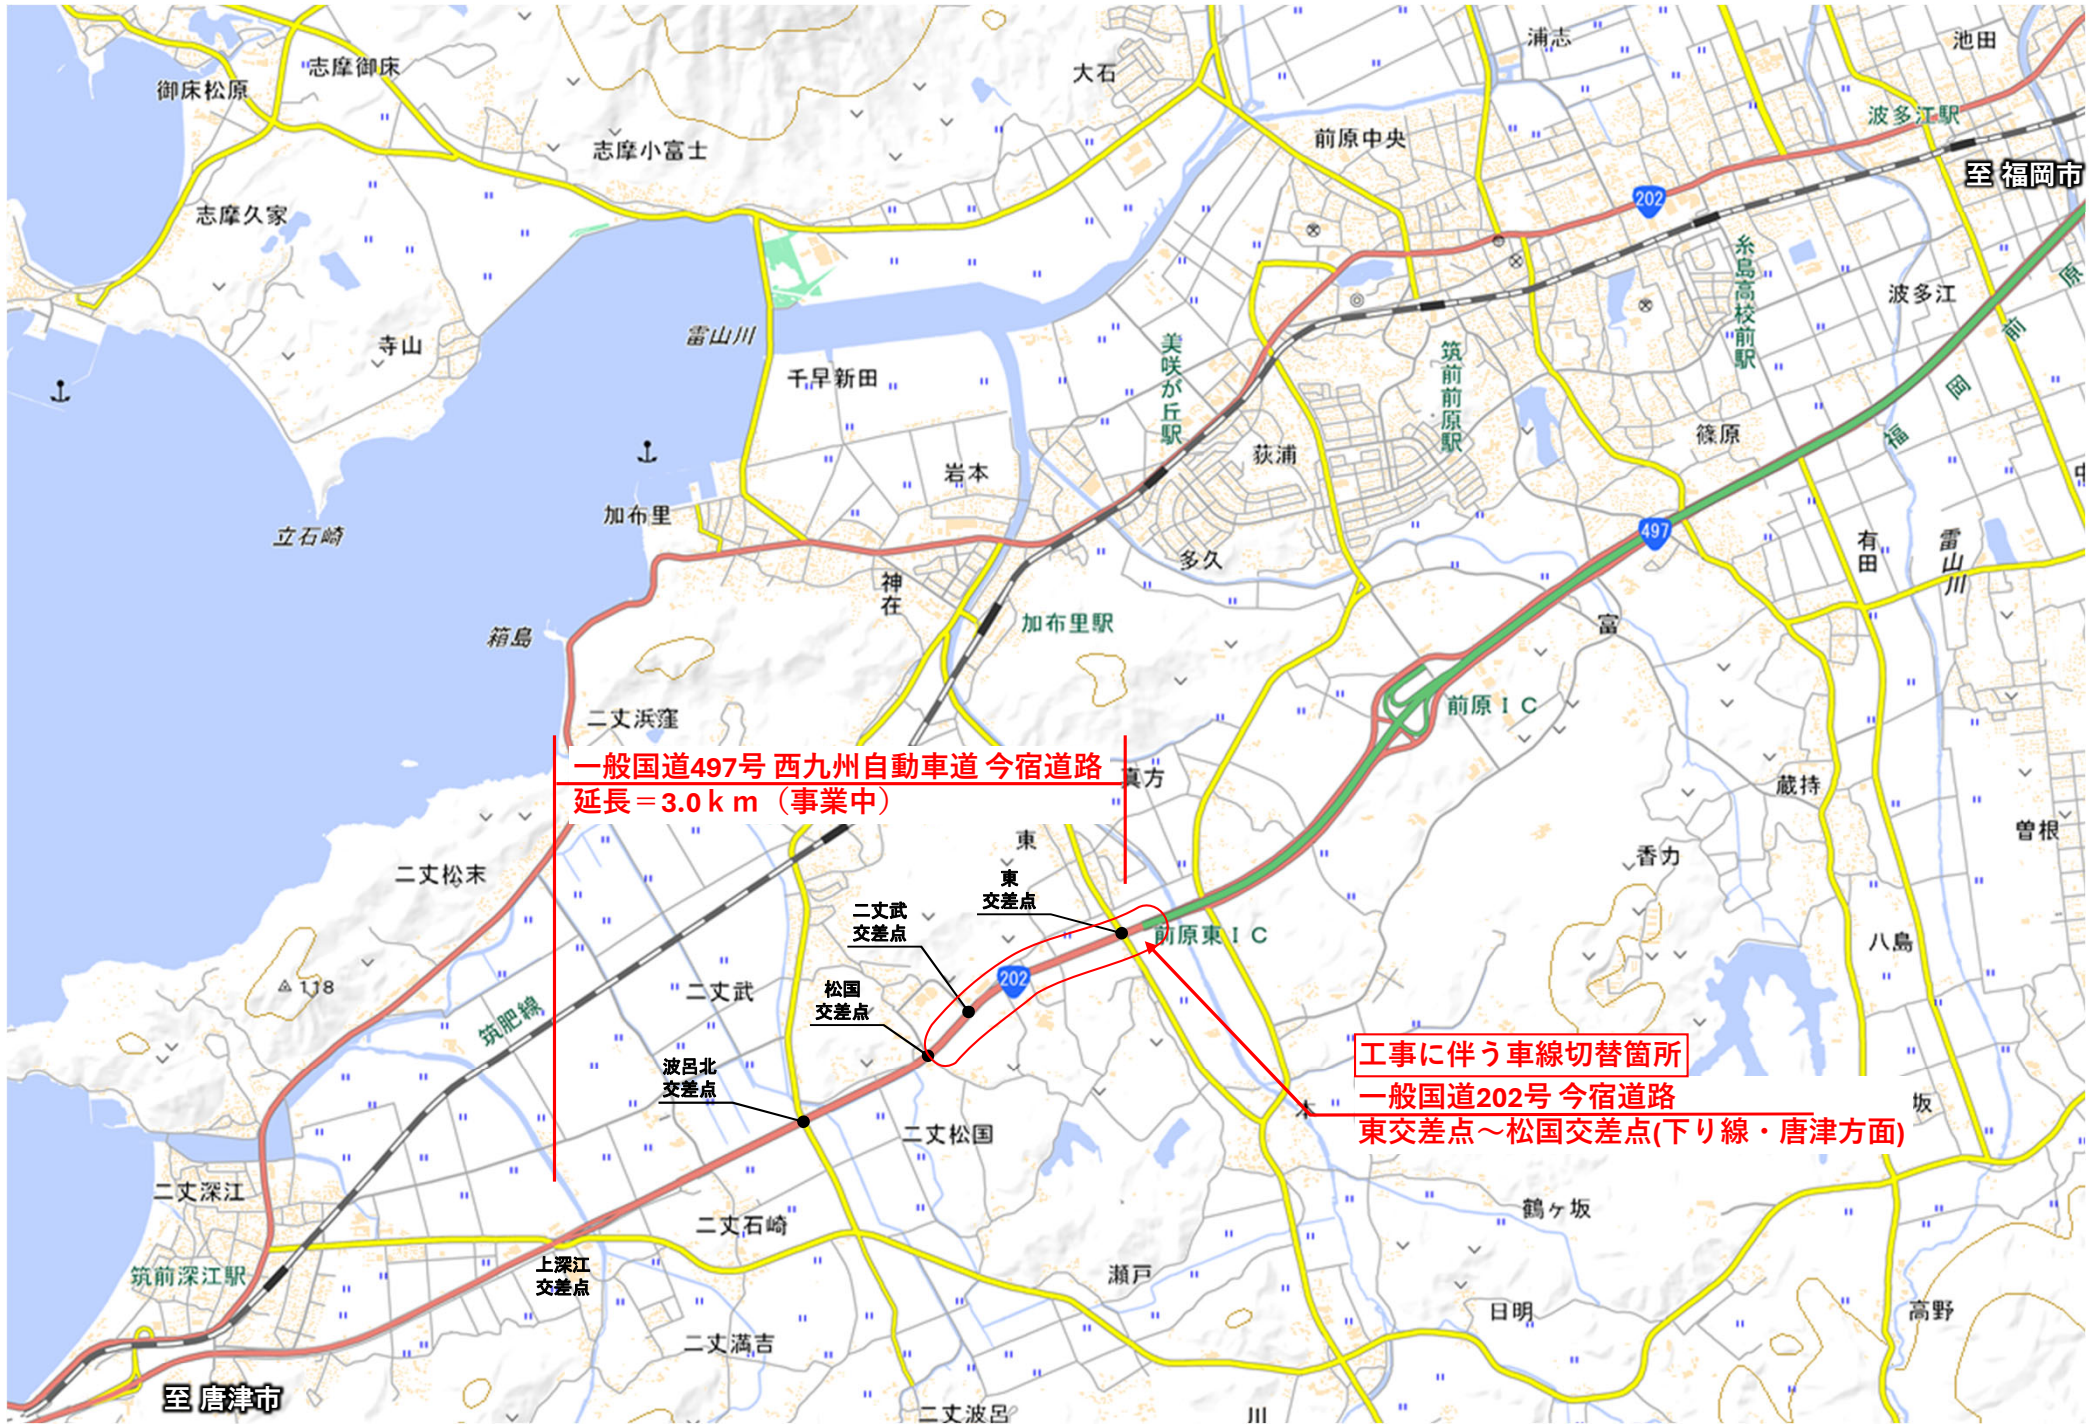 浦志
池田
志摩御床
大石
御床松原
波多江駅
前原中央
志摩小富士
至 福岡市
202
志摩久家
糸島高校前駅
原
波多江
前
雷山川
寺山
美咲が丘駅
筑前前原駅
千早新田
岡
福
篠原
荻浦
岩本
中
加布里
立石崎
497
有田
雷山川
多久
神在
加布里駅
富
箱島
前原ＩＣ
二丈浜窪
一般国道497号 西九州自動車道 今宿道路
延長＝3.0ｋｍ（事業中）
真方
蔵持
曽根
東
香力
二丈松末
東
交差点
二丈武
交差点
前原東ＩＣ
八島
202
118
二丈武
松国
交差点
筑肥線
工事に伴う車線切替箇所
波呂北
交差点
一般国道202号 今宿道路
本
坂
東交差点～松国交差点(下り線・唐津方面)
二丈松国
二丈深江
鶴ヶ坂
二丈石崎
上深江
交差点
筑前深江駅
瀬戸
日明
高野
二丈満吉
至 唐津市
二丈波呂
川